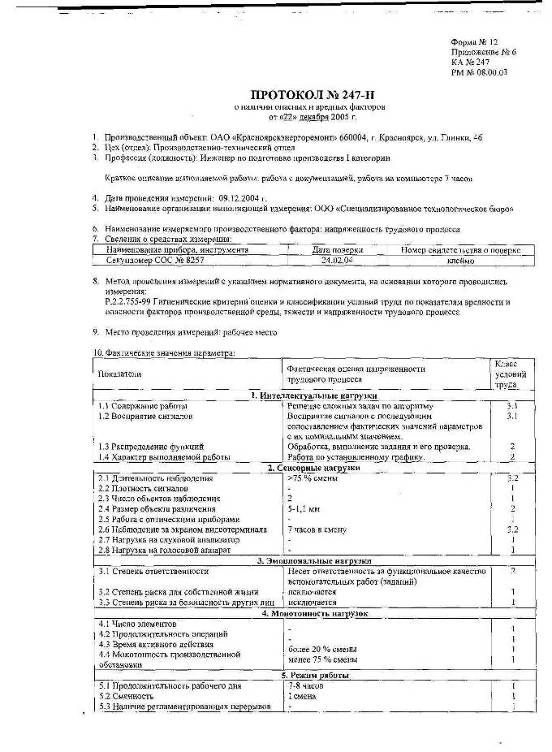 Форма № 12
Приложение № 6
КА № 247
РМ № 08.00.03
ПРОТОКОЛ № 247-Н
о наличии опасных и вредных факторов
от «22» декабря 2005 г.
1. Производственный объект: ОАО «Красноярскэнергоремонт» 660004, г. Красноярск, ул. Глинки, 46
2. Цех (отдел): Производственно-технический отдел
3. Профессия (должность): Инженер по подготовке производства I категории
Краткое описание выполняемой работы: работа с документацией, работа на компьютере 7 часов
4. Дата проведения измерений: 09.12.2004 г.
5. Наименование организации выполняющей измерения: ООО «Специализированное технологическое бюро»
6. Наименование измеряемого производственного фактора: напряженность трудового процесса
7. Сведения о средствах измерения:
Наименование прибора, инструмента Дата поверки Номер свидетельства о поверке
Секундомер СОС № 8257 24.02.04 клеймо
8. Метод проведения измерений с указанием нормативного документа, на основании которого проводились
измерения:
Р.2.2.755-99 Гигиенические критерии оценки и классификации условий труда по показателям вредности и
опасности факторов производственной среды, тяжести и напряженности трудового процесса
9. Место проведения измерений: рабочее место
10. Фактические значения параметра:
Показатели Фактическая оценка напряженности трудового процесса Класс условий труда
1. Интеллектуальные нагрузки
1.1 Содержание работы Решение сложных задач по алгоритму 3.1
1.2 Восприятие сигналов Восприятие сигналов с последующим 3.1
сопоставлением фактических значений параметров
с их номинальным значением.
1.3 Распределение функций Обработка, выполнение задания и его проверка. 2
1.4 Характер выполняемой работы Работа по установленному графику. 2
2. Сенсорные нагрузки
2.1 Длительность наблюдения >75 % смены 3.2
2.2 Плотность сигналов - 1
2.3 Число объектов наблюдения 2 1
2.4 Размер объекта различения 5-1,1 мм 2
2.5 Работа с оптическими приборами - 1
2.6 Наблюдение за экраном видеотерминала 7 часов в смену 3.2
2.7 Нагрузка на слуховой анализатор - 1
2.8 Нагрузка на голосовой аппарат - 1
3. Эмоциональные нагрузки
3.1 Степень ответственности Несет ответственность за функциональное качество 2
вспомогательных работ (заданий)
3.2 Степень риска для собственной жизни исключается 1
3.3 Степень риска за безопасность других лиц исключается 1
4. Монотонность нагрузок
4.1 Число элементов - 1
4.2 Продолжительность операций - 1
4.3 Время активного действия более 20 % смены 1
4.4 Монотонность производственной менее 75 % смены 1
обстановки
5. Режим работы
5.1 Продолжительность рабочего дня 7-8 часов 1
5.2 Сменность 1 смена 1
5.3 Наличие регламентированных перерывов - 1